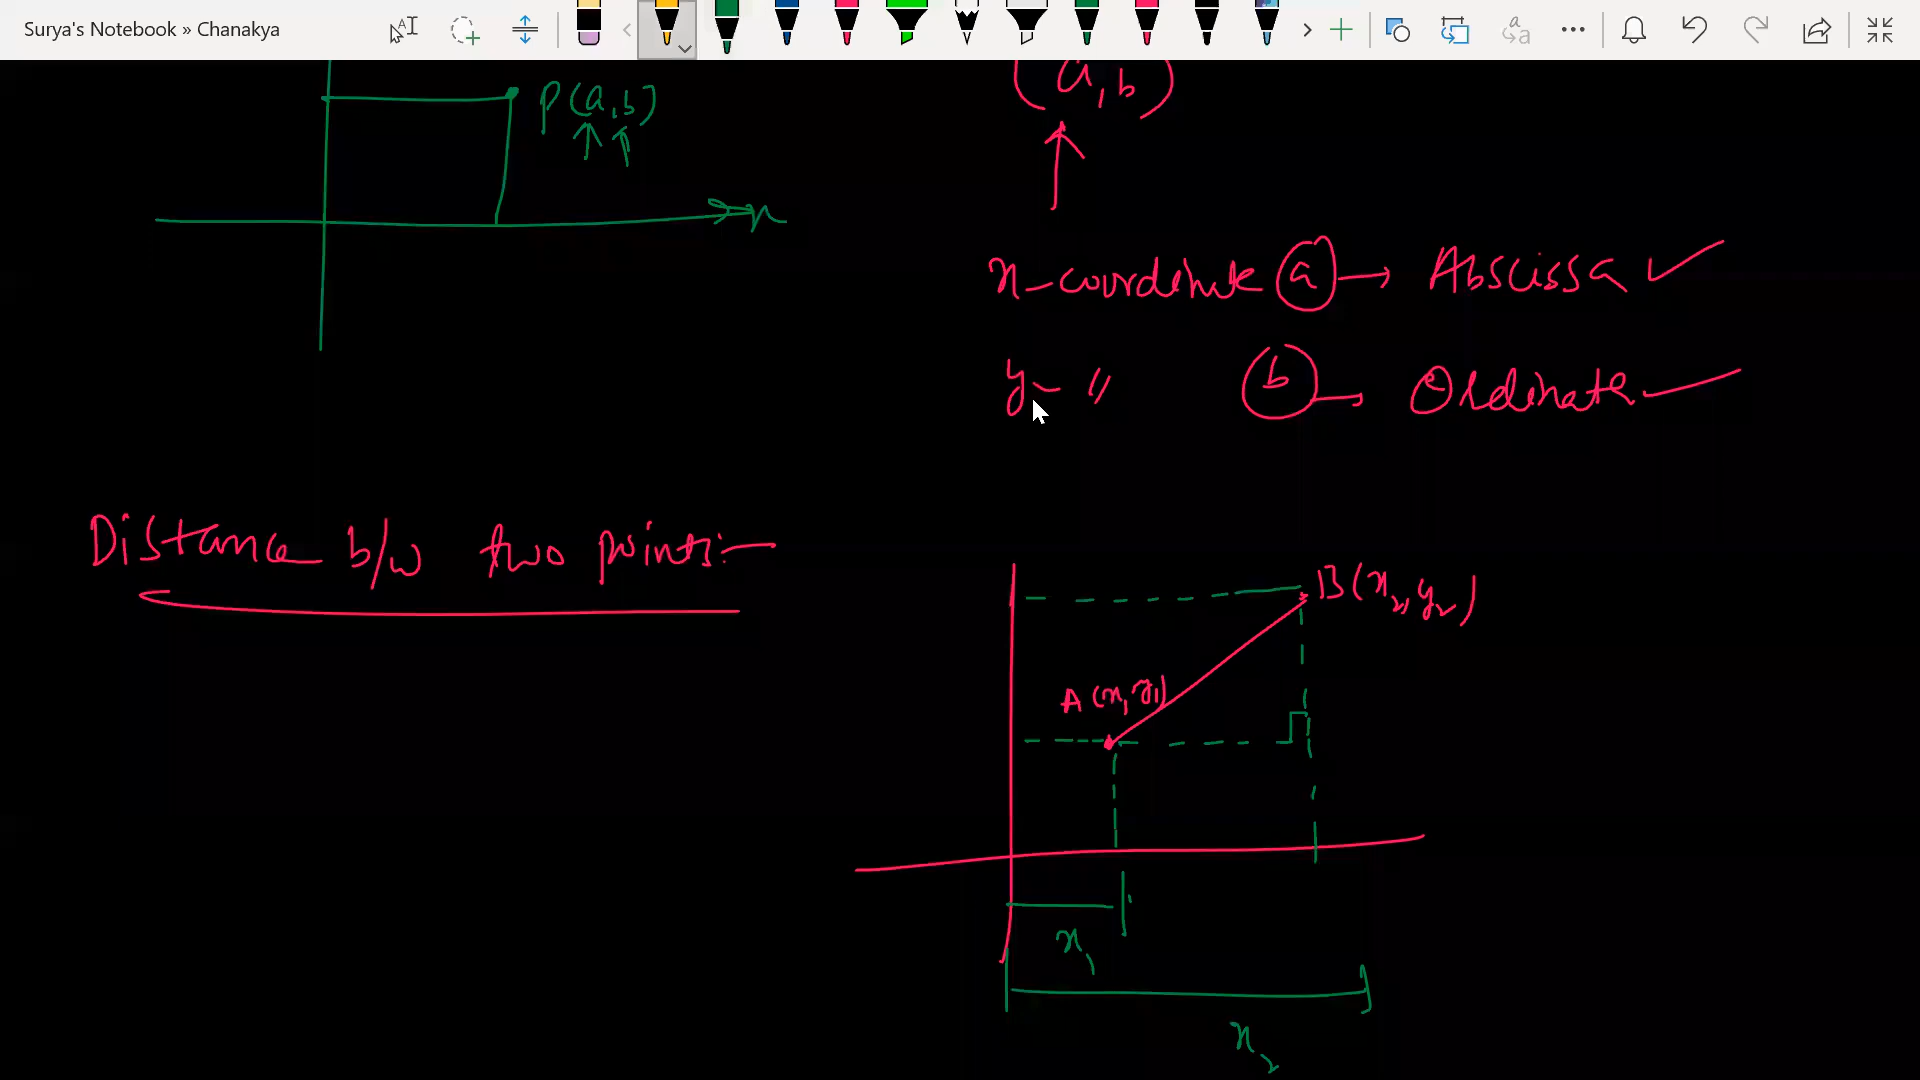 Surya's Notebook » Chanakya
P(a,b)
x
(a,b)
x-coordinate a → Abscissa ✓
y- " b → Ordinate
Distance b/w two points:-
B(x₂,y₂)
A(x₁,y₁)
x₁
x₂